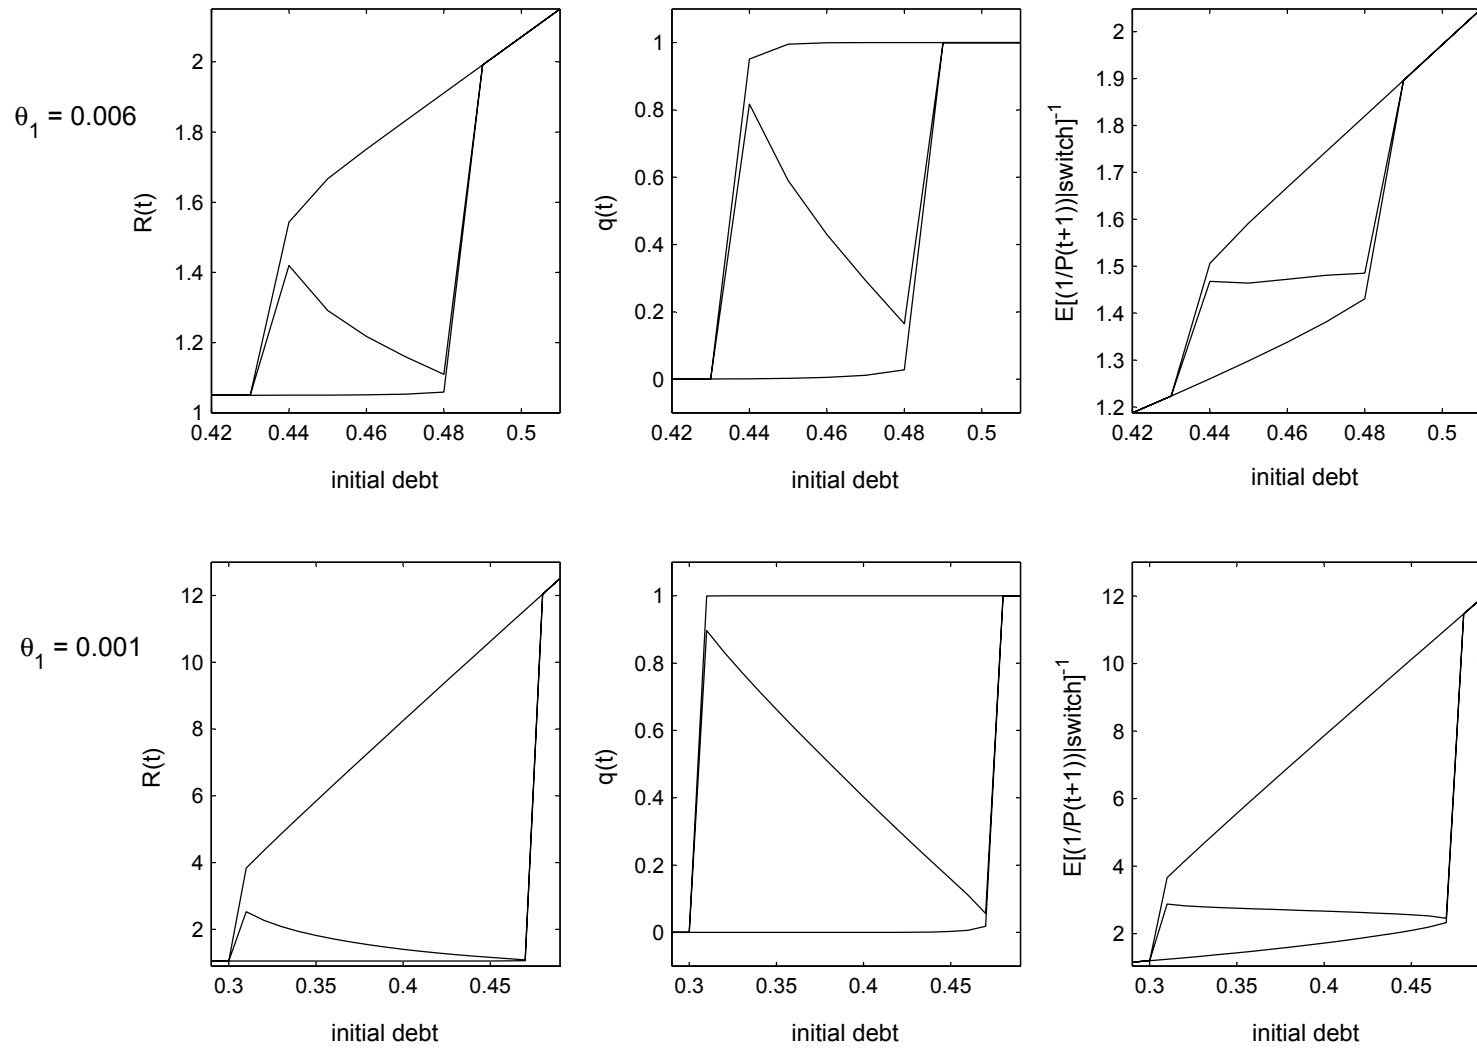 θ1 = 0.006
R(t)
2
1.8
1.6
1.4
1.2
1
0.42 0.44 0.46 0.48 0.5
initial debt
q(t)
1
0.8
0.6
0.4
0.2
0
0.42 0.44 0.46 0.48 0.5
initial debt
E[(1/P(t+1))|switch]-1
2
1.9
1.8
1.7
1.6
1.5
1.4
1.3
1.2
0.42 0.44 0.46 0.48 0.5
initial debt
θ1 = 0.001
R(t)
12
10
8
6
4
2
0.3 0.35 0.4 0.45
initial debt
q(t)
1
0.8
0.6
0.4
0.2
0
0.3 0.35 0.4 0.45
initial debt
E[(1/P(t+1))|switch]-1
12
10
8
6
4
2
0.3 0.35 0.4 0.45
initial debt